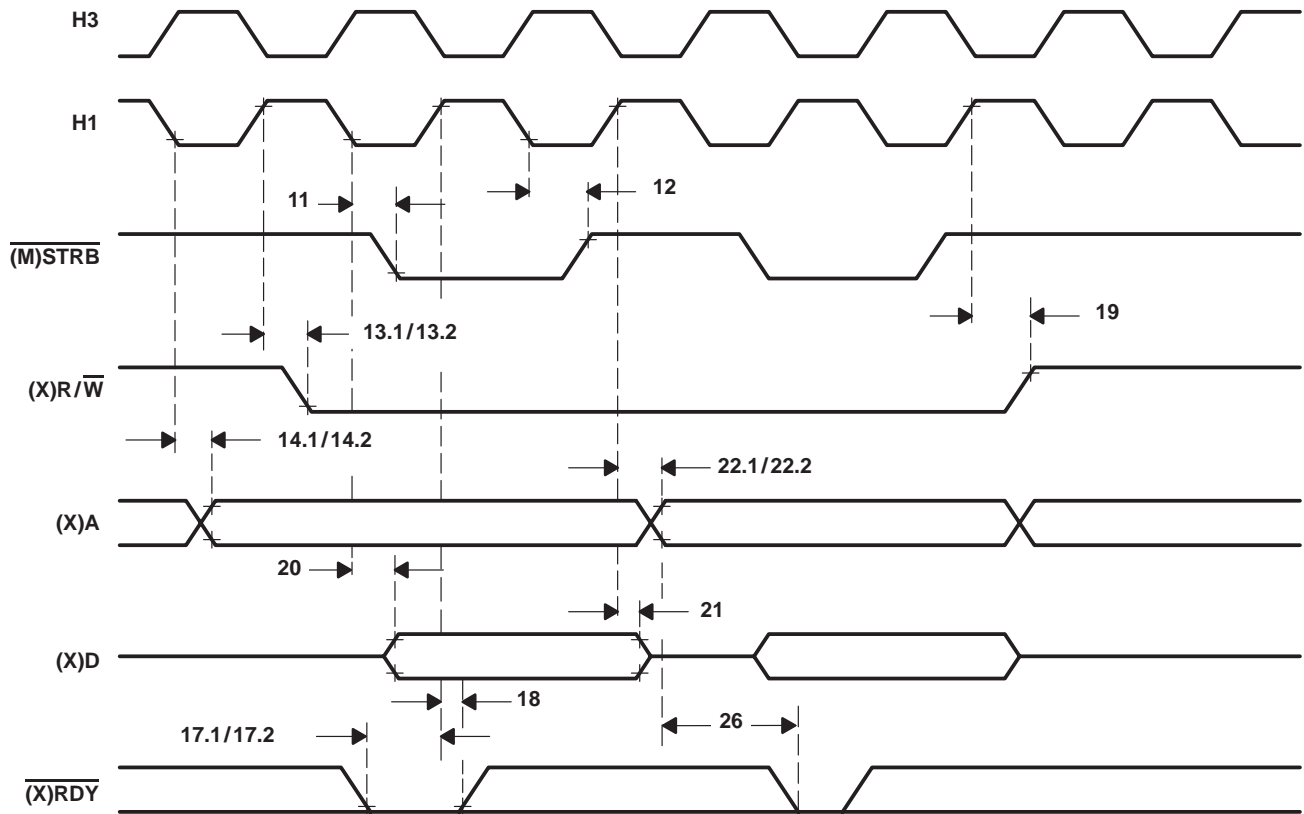 H3
H1
11
12
(M)STRB
13.1/13.2
19
(X)R/W
14.1/14.2
22.1/22.2
(X)A
20
21
(X)D
18
26
17.1/17.2
(X)RDY